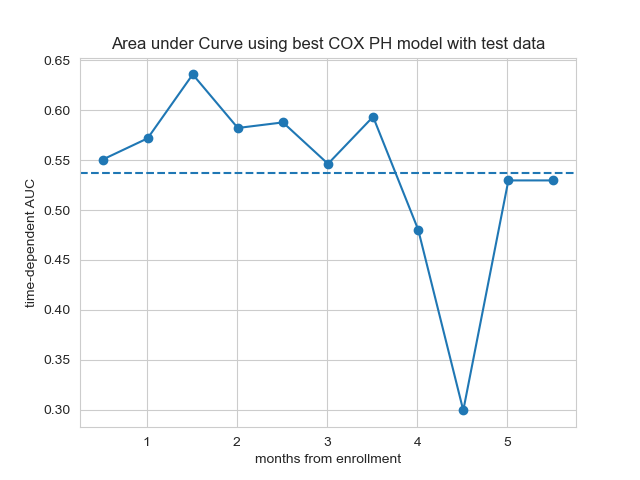 Area under Curve using best COX PH model with test data
time-dependent AUC
0.65
0.60
0.55
0.50
0.45
0.40
0.35
0.30
1 2 3 4 5
months from enrollment